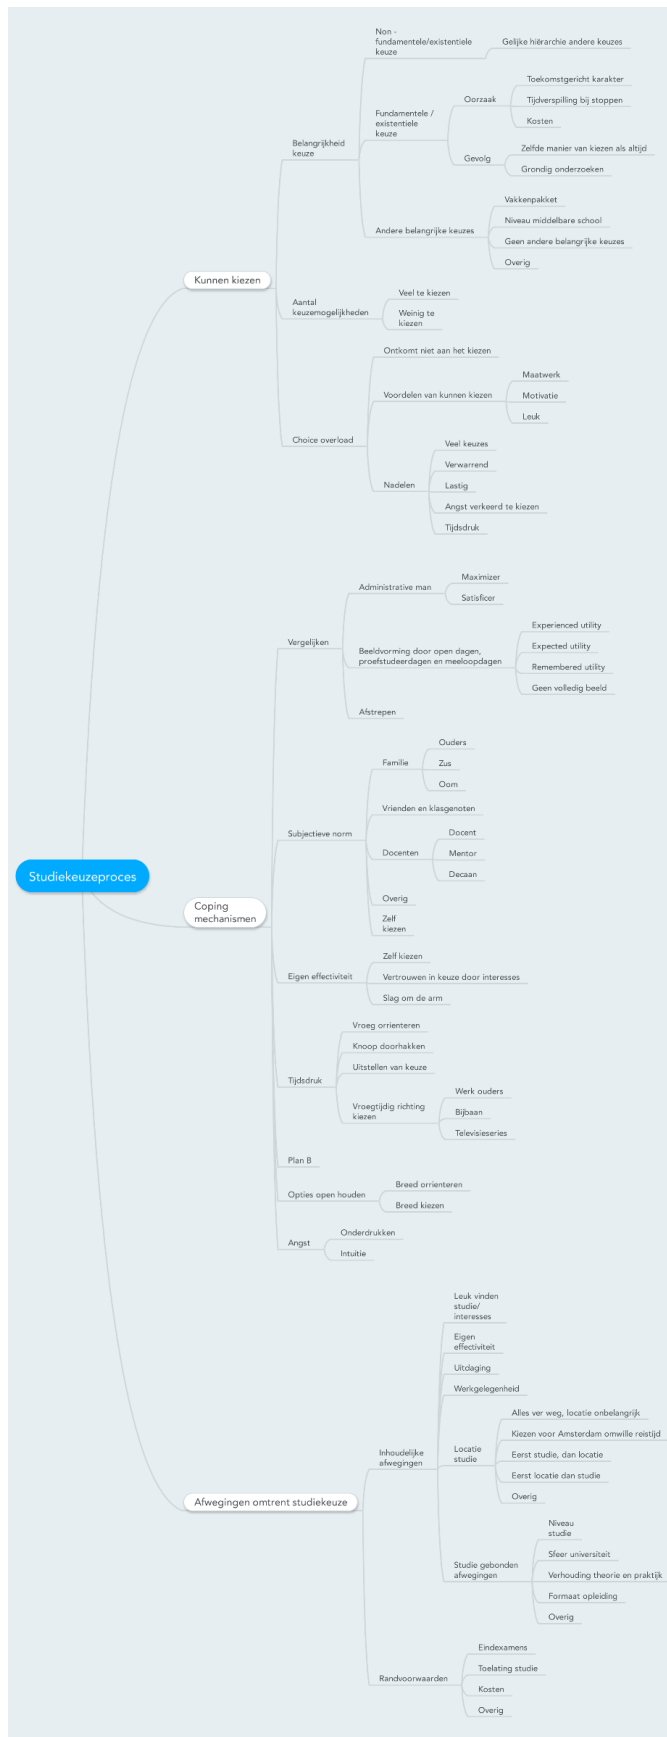 Non -
fundamentele/existentiele
keuze
Gelijke hiërarchie andere keuzes
Toekomstgericht karakter
Oorzaak
Tijdverspilling bij stoppen
Fundamentele /
existentiele
keuze
Kosten
Belangrijkheid
keuze
Zelfde manier van kiezen als altijd
Gevolg
Grondig onderzoeken
Vakkenpakket
Niveau middelbare school
Andere belangrijke keuzes
Geen andere belangrijke keuzes
Overig
Kunnen kiezen
Veel te kiezen
Aantal
keuzemogelijkheden
Weinig te
kiezen
Ontkomt niet aan het kiezen
Maatwerk
Voordelen van kunnen kiezen
Motivatie
Leuk
Choice overload
Veel keuzes
Verwarrend
Nadelen
Lastig
Angst verkeerd te kiezen
Tijdsdruk
Maximizer
Administrative man
Satisficer
Vergelijken
Experienced utility
Beeldvorming door open dagen,
proefstudeerdagen en meeloopdagen
Expected utility
Remembered utility
Geen volledig beeld
Afstrepen
Ouders
Familie
Zus
Oom
Vrienden en klasgenoten
Subjectieve norm
Docent
Docenten
Mentor
Decaan
Studiekeuzeproces
Overig
Coping
mechanismen
Zelf
kiezen
Zelf kiezen
Eigen effectiviteit
Vertrouwen in keuze door interesses
Slag om de arm
Vroeg orrienteren
Knoop doorhakken
Uitstellen van keuze
Tijdsdruk
Vroegtijdig richting
kiezen
Werk ouders
Bijbaan
Televisieseries
Plan B
Opties open houden
Breed orrienteren
Breed kiezen
Angst
Onderdrukken
Intuitie
Leuk vinden
studie/
interesses
Eigen
effectiviteit
Uitdaging
Werkgelegenheid
Alles ver weg, locatie onbelangrijk
Kiezen voor Amsterdam omwille reistijd
Inhoudelijke
afwegingen
Locatie
studie
Eerst studie, dan locatie
Eerst locatie dan studie
Overig
Afwegingen omtrent studiekeuze
Niveau
studie
Sfeer universiteit
Studie gebonden
afwegingen
Verhouding theorie en praktijk
Formaat opleiding
Overig
Eindexamens
Toelating studie
Randvoorwaarden
Kosten
Overig